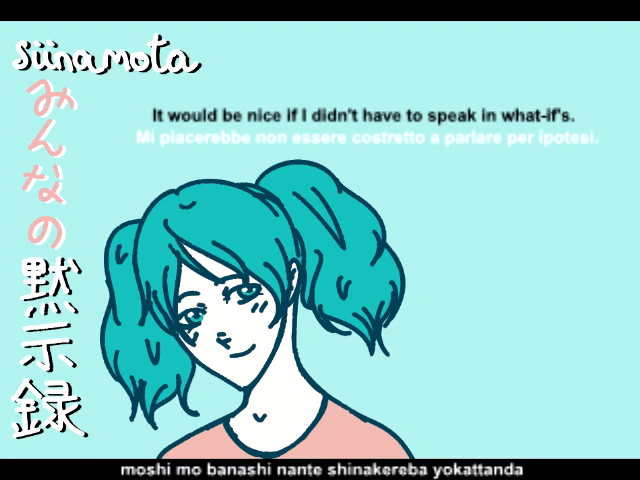 siinamota
みんなの黙示録
It would be nice if I didn't have to speak in what-if's.
Mi piacerebbe non essere costretto a parlare per ipotesi.
moshi mo banashi nante shinakereba yokattanda